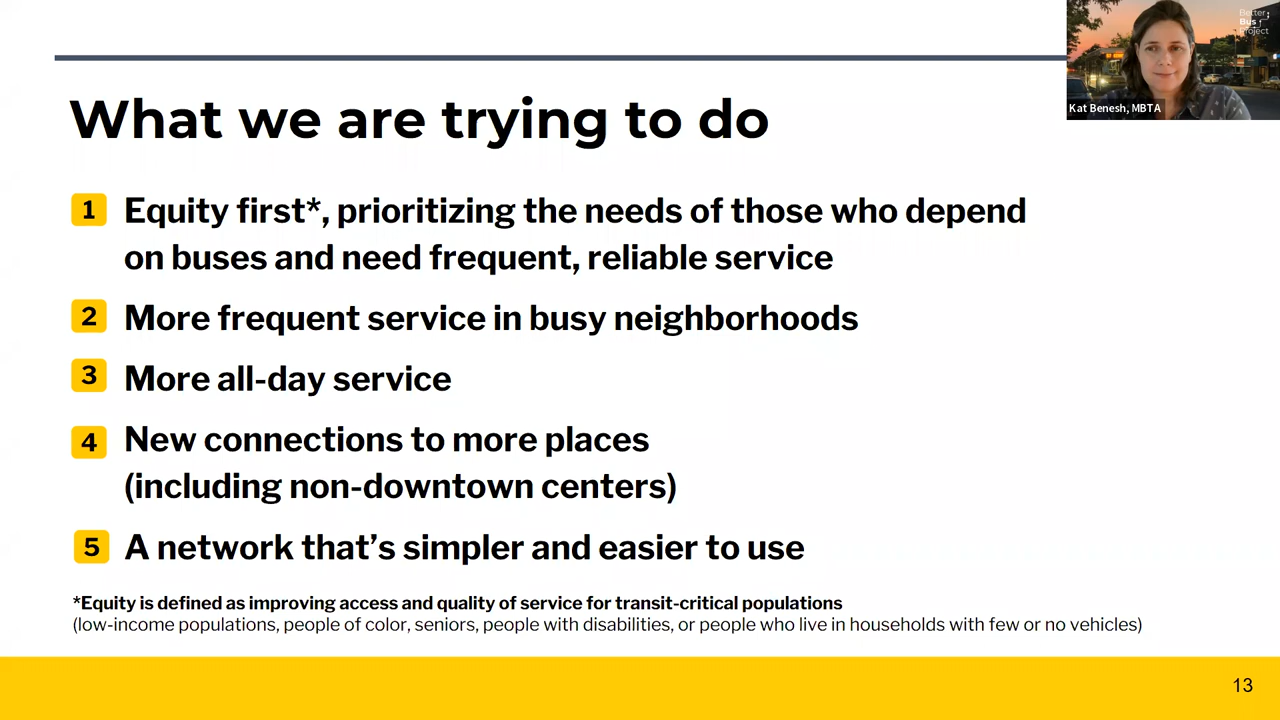 Better
Bus
Project
Kat Benesh, MBTA
What we are trying to do
1 Equity first*, prioritizing the needs of those who depend
on buses and need frequent, reliable service
2 More frequent service in busy neighborhoods
3 More all-day service
4 New connections to more places
(including non-downtown centers)
5 A network that’s simpler and easier to use
*Equity is defined as improving access and quality of service for transit-critical populations
(low-income populations, people of color, seniors, people with disabilities, or people who live in households with few or no vehicles)
13